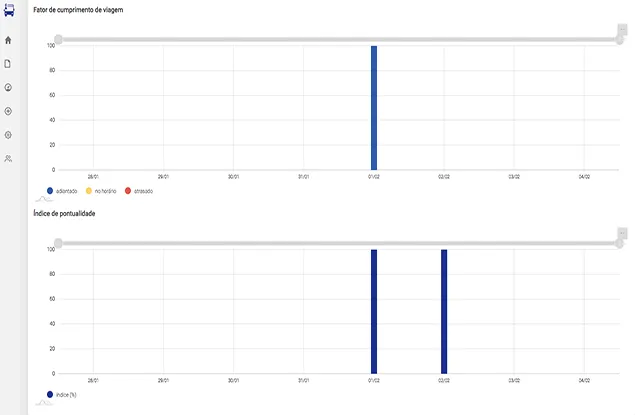 Fator de cumprimento de viagem
100
80
60
40
20
0
28/01 29/01 30/01 31/01 01/02 02/02 03/02 04/02
adiantado no horário atrasado
Índice de pontualidade
100
80
60
40
20
0
28/01 29/01 30/01 31/01 01/02 02/02 03/02 04/02
Índice (%)